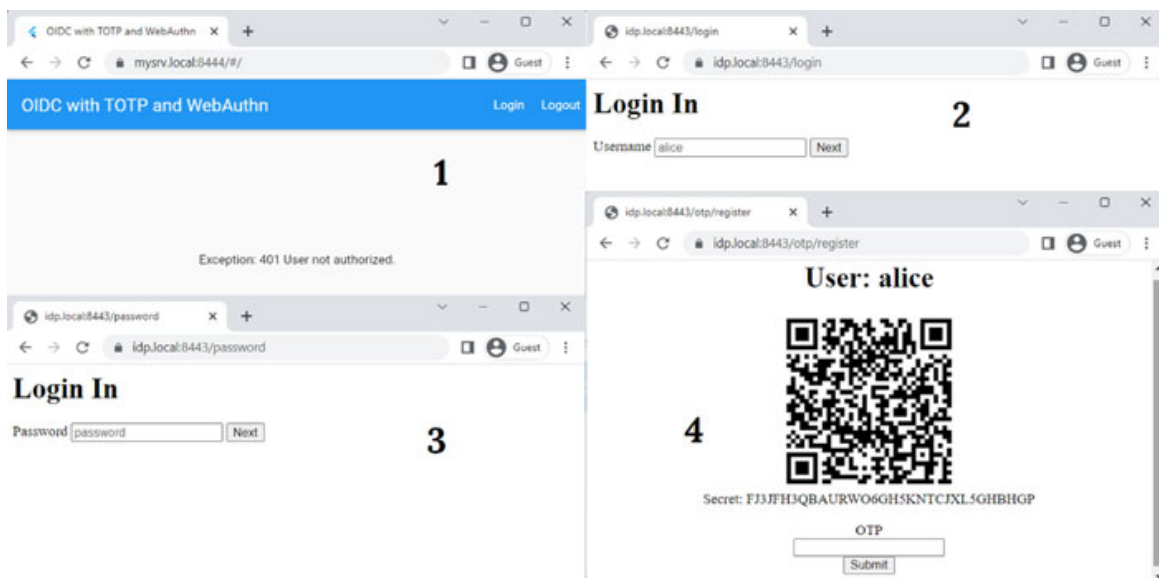 OIDC with TOTP and WebAuthn
mysrv.local:8444/#/
Guest
OIDC with TOTP and WebAuthn
Login Logout
1
Exception: 401 User not authorized.
idp.local:8443/login
idp.local:8443/login
Guest
Login In
2
Username alice Next
idp.local:8443/password
idp.local:8443/password
Guest
Login In
Password password Next
3
idp.local:8443/otp/register
idp.local:8443/otp/register
Guest
User: alice
4
Secret: FJ3JFH3QBAURWO6GH5KNTCJXL5GHBHGP
OTP
Submit